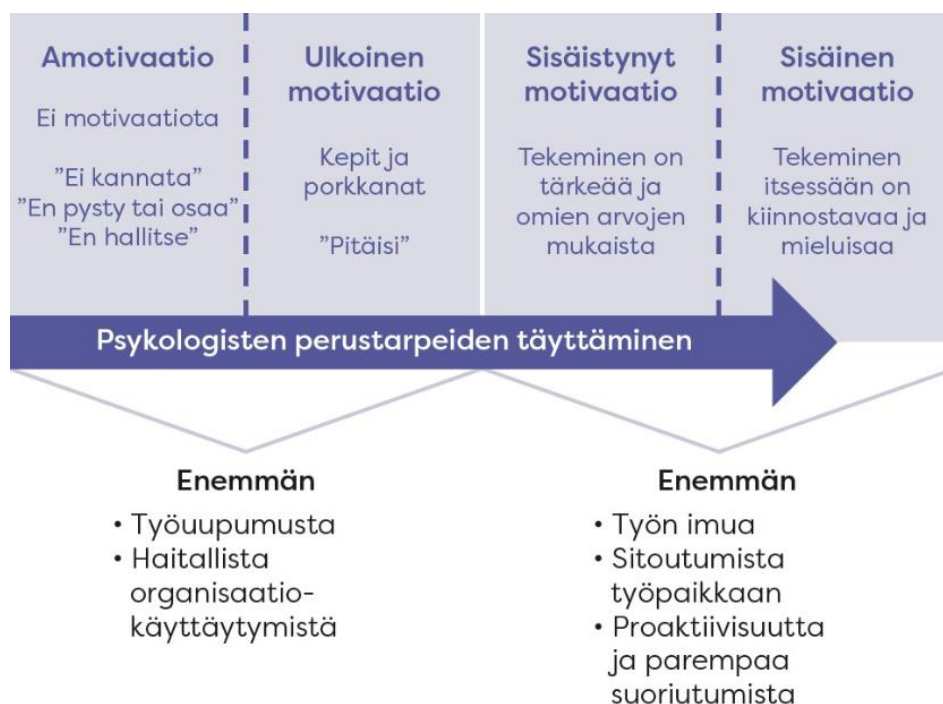 Amotivaatio
Ei motivaatiota
”Ei kannata”
”En pysty tai osaa”
”En hallitse”
Ulkoinen
motivaatio
Kepit ja
porkkanat
”Pitäisi”
Sisäistynyt
motivaatio
Tekeminen on
tärkeää ja
omien arvojen
mukaista
Sisäinen
motivaatio
Tekeminen
itsessään on
kiinnostavaa ja
mieluisaa
Psykologisten perustarpeiden täyttäminen
Enemmän
• Työuupumusta
• Haitallista
organisaatio-
käyttäytymistä
Enemmän
• Työn imua
• Sitoutumista
työpaikkaan
• Proaktiivisuutta
ja parempaa
suoriutumista